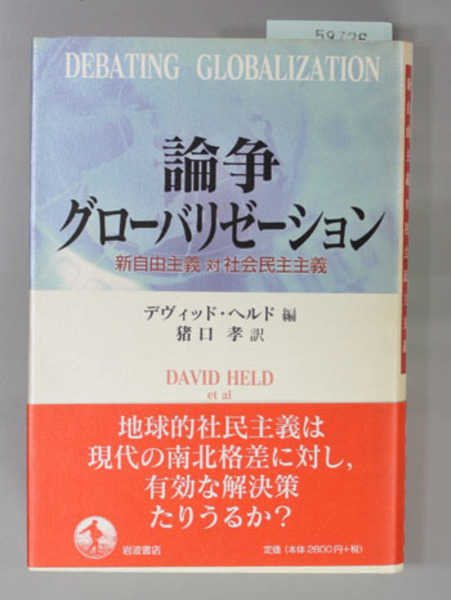 59726
DEBATING GLOBALIZATION
論争
グローバリゼーション
新自由主義 対 社会民主主義
デヴィッド・ヘルド 編
猪口 孝 訳
DAVID HELD
et al
地球的社民主義は
現代の南北格差に対し,
有効な解決策
たりうるか?
岩波書店
定価(本体2800円+税)